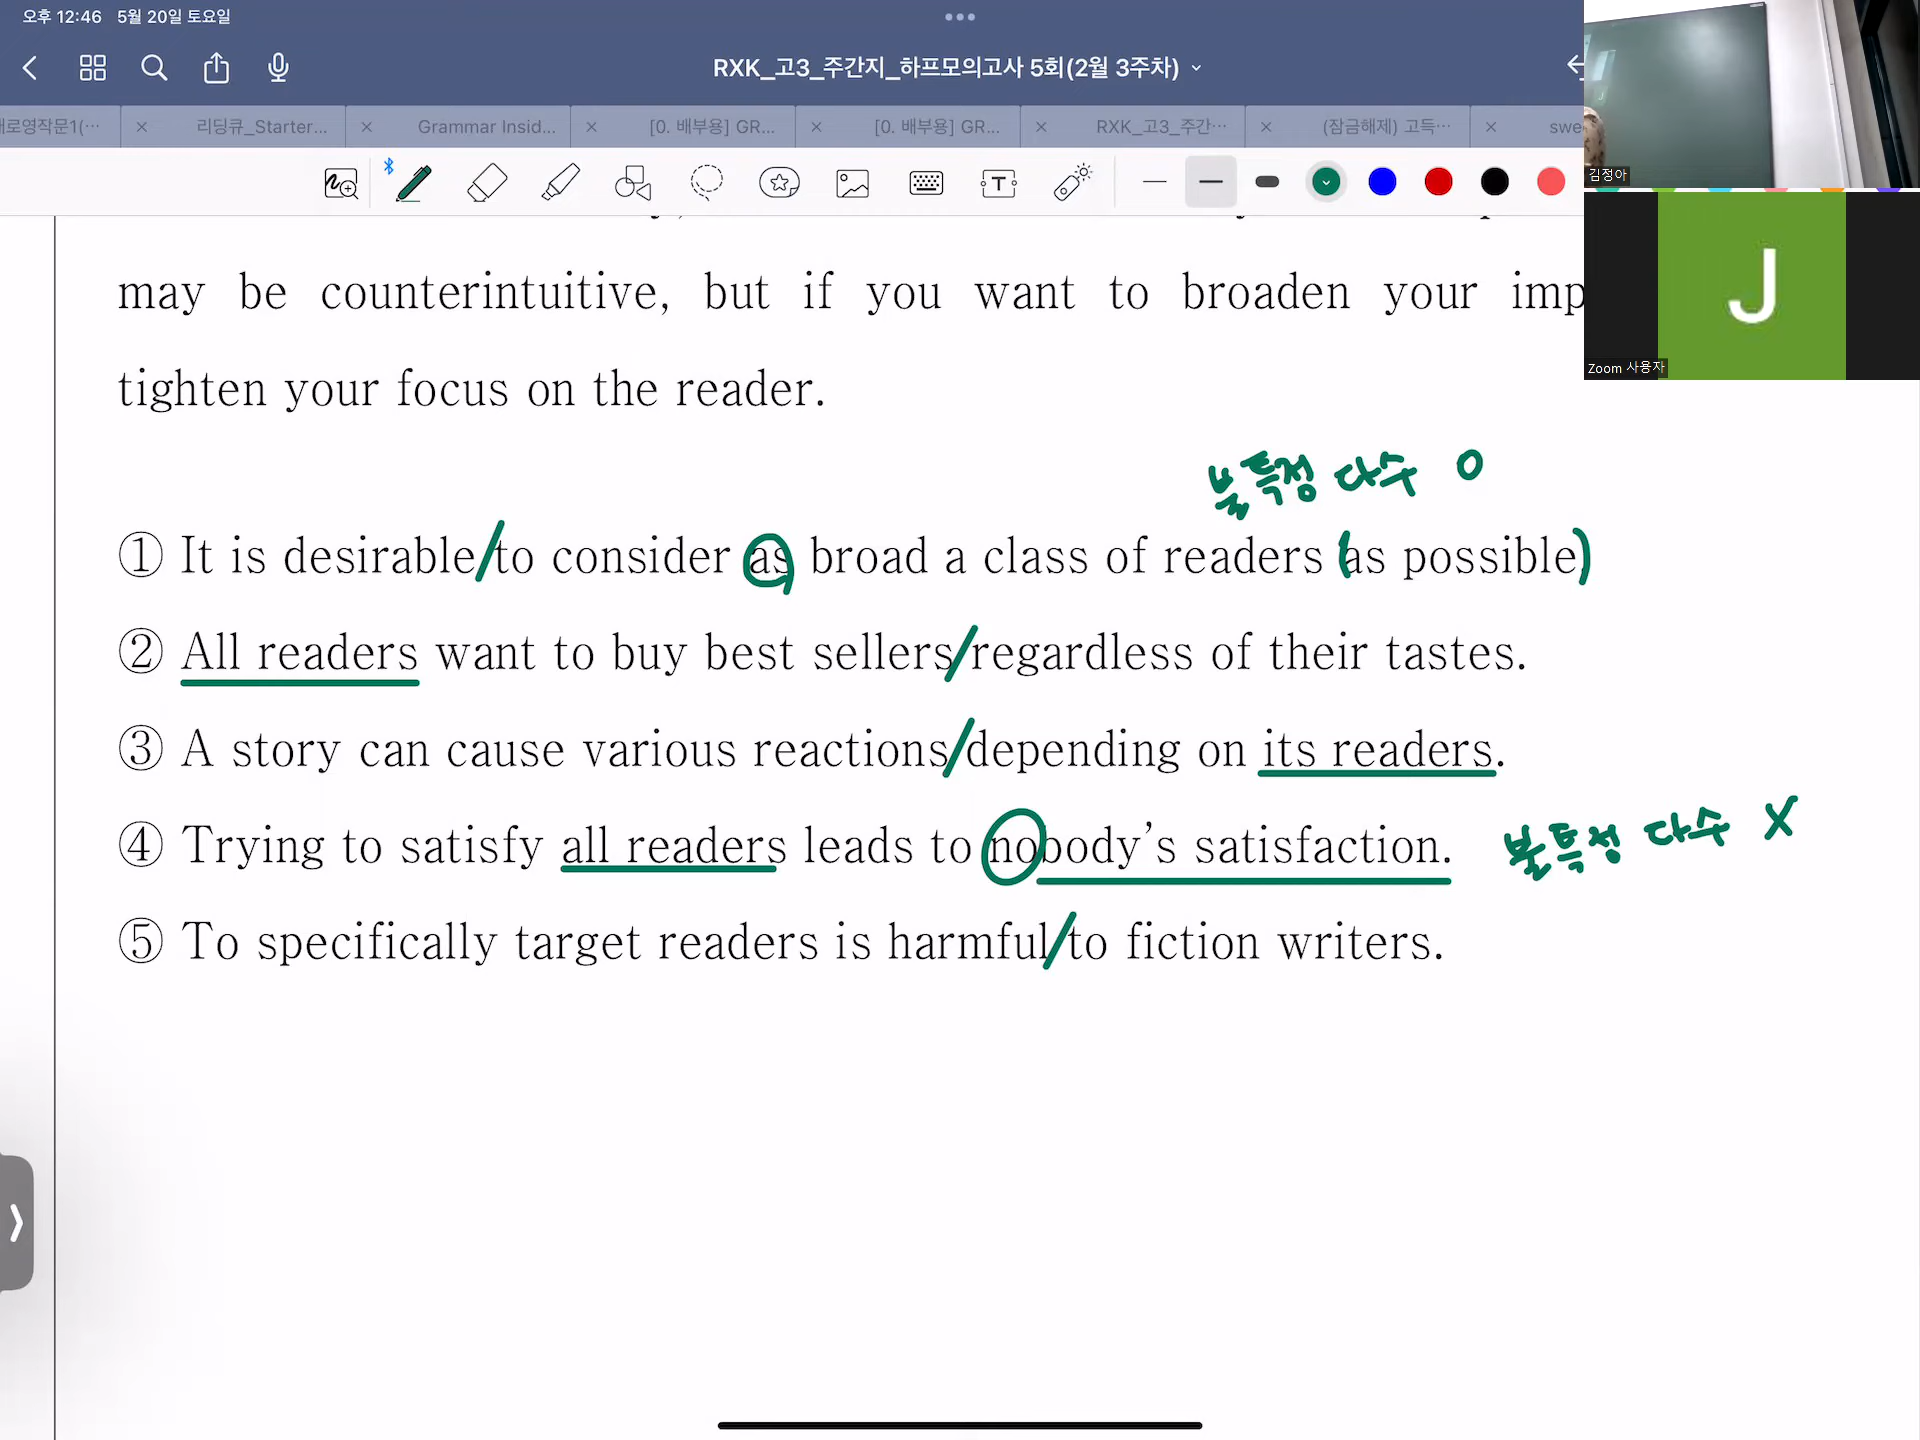 오후 12:46 5월 20일 토요일
RXK_고3_주간지_하프모의고사 5회(2월 3주차)
리딩큐_Starter...
Grammar Insid...
[0. 배부용] GR...
[0. 배부용] GR...
RXK_고3_주간...
(잠금해제) 고득...
swe
김정아
J
Zoom 사용자
may be counterintuitive, but if you want to broaden your
tighten your focus on the reader.
불특정 다수 O
① It is desirable/to consider as broad a class of readers (as possible)
② All readers want to buy best sellers/regardless of their tastes.
③ A story can cause various reactions/depending on its readers.
④ Trying to satisfy all readers leads to nobody's satisfaction. 불특정 다수 X
⑤ To specifically target readers is harmful/to fiction writers.